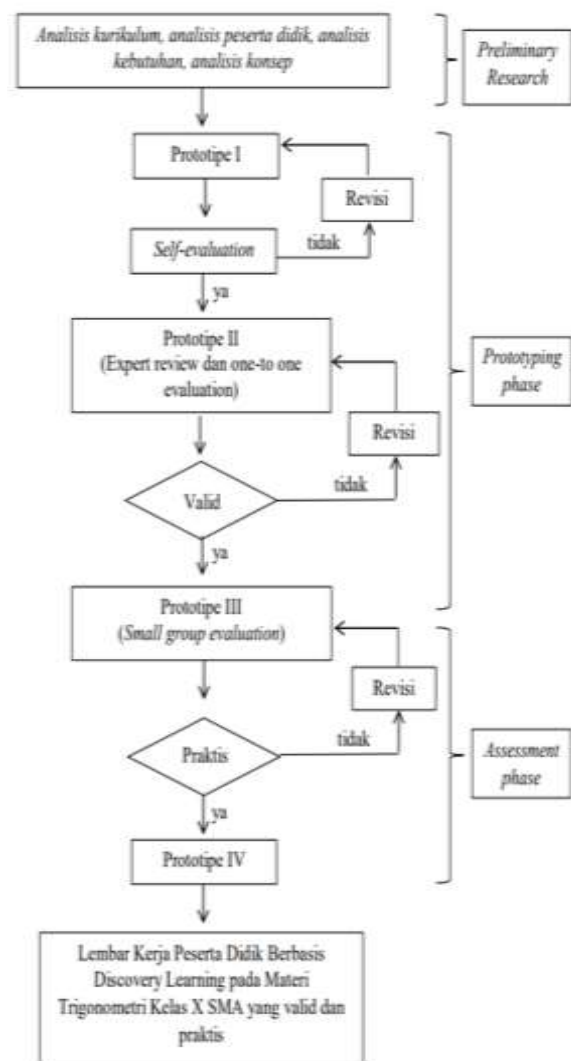 Analisis kurikulum, analisis peserta didik, analisis
kebutuhan, analisis konsep
Preliminary
Research
Prototipe I
Revisi
Self-evaluation
tidak
ya
Prototipe II
(Expert review dan one-to one
evaluation)
Prototyping
phase
Revisi
Valid
tidak
ya
Prototipe III
(Small group evaluation)
Revisi
Praktis
tidak
Assessment
phase
ya
Prototipe IV
Lembar Kerja Peserta Didik Berbasis
Discovery Learning pada Materi
Trigonometri Kelas X SMA yang valid dan
praktis